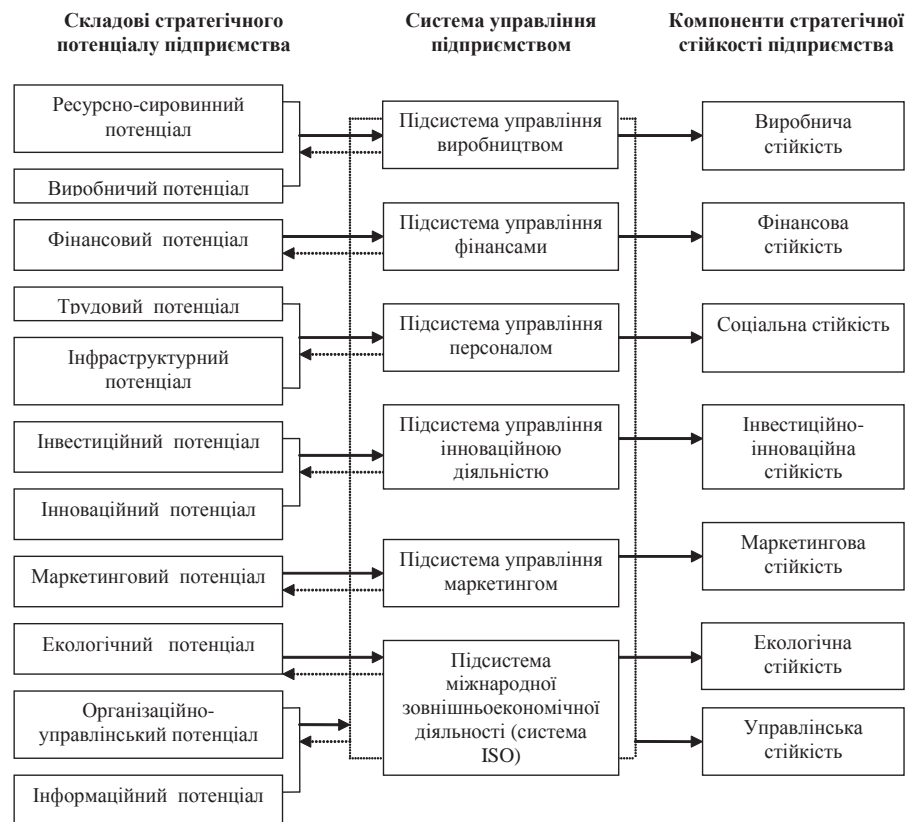 Складові стратегічного
потенціалу підприємства
Система управління
підприємством
Компоненти стратегічної
стійкості підприємства
Ресурсно-сировинний
потенціал
Виробничий потенціал
Фінансовий потенціал
Трудовий потенціал
Інфраструктурний
потенціал
Інвестиційний потенціал
Інноваційний потенціал
Маркетинговий потенціал
Екологічний потенціал
Організаційно-
управлінський потенціал
Інформаційний потенціал
Підсистема управління
виробництвом
Підсистема управління
фінансами
Підсистема управління
персоналом
Підсистема управління
інноваційною
діяльністю
Підсистема управління
маркетингом
Підсистема
міжнародної
зовнішньоекономічної
діяльності (система
ISO)
Виробнича
стійкість
Фінансова
стійкість
Соціальна стійкість
Інвестиційно-
інноваційна
стійкість
Маркетингова
стійкість
Екологічна
стійкість
Управлінська
стійкість